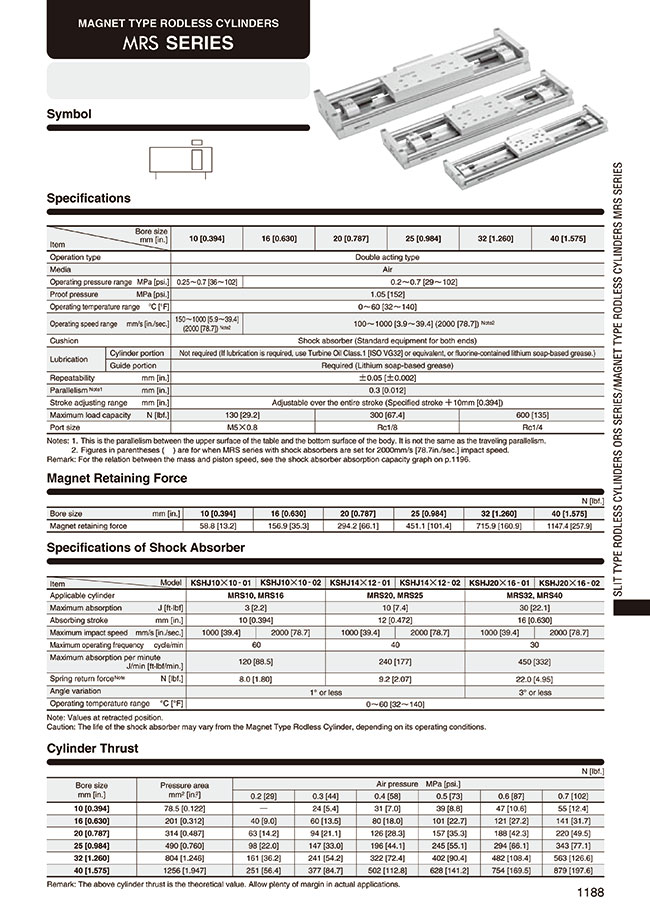 MAGNET TYPE RODLESS CYLINDERS
MRS SERIES
Symbol
Specifications
Item Bore size mm [in.] 10 [0.394] 16 [0.630] 20 [0.787] 25 [0.984] 32 [1.260] 40 [1.575]
Operation type Double acting type
Media Air
Operating pressure range MPa [psi.] 0.25～0.7 [36～102] 0.2～0.7 [29～102]
Proof pressure MPa [psi.] 1.05 [152]
Operating temperature range °C [°F] 0～60 [32～140]
Operating speed range mm/s [in./sec.] 150～1000 [5.9～39.4] (2000 [78.7]) Note2 100～1000 [3.9～39.4] (2000 [78.7]) Note2
Cushion Shock absorber (Standard equipment for both ends)
Lubrication Cylinder portion Not required (If lubrication is required, use Turbine Oil Class.1 [ISO VG32] or equivalent, or fluorine-contained lithium soap-based grease.)
Guide portion Required (Lithium soap-based grease)
Repeatability mm [in.] ±0.05 [±0.002]
Parallelism Note1 mm [in.] 0.3 [0.012]
Stroke adjusting range mm [in.] Adjustable over the entire stroke (Specified stroke ＋10mm [0.394])
Maximum load capacity N [lbf.] 130 [29.2] 300 [67.4] 600 [135]
Port size M5×0.8 Rc1/8 Rc1/4
Notes: 1. This is the parallelism between the upper surface of the table and the bottom surface of the body. It is not the same as the traveling parallelism.
2. Figures in parentheses ( ) are for when MRS series with shock absorbers are set for 2000mm/s [78.7in./sec.] impact speed.
Remark: For the relation between the mass and piston speed, see the shock absorber absorption capacity graph on p.1196.
Magnet Retaining Force
N [lbf.]
Bore size mm [in.] 10 [0.394] 16 [0.630] 20 [0.787] 25 [0.984] 32 [1.260] 40 [1.575]
Magnet retaining force 58.8 [13.2] 156.9 [35.3] 294.2 [66.1] 451.1 [101.4] 715.9 [160.9] 1147.4 [257.9]
Specifications of Shock Absorber
Item Model KSHJ10×10-01 KSHJ10×10-02 KSHJ14×12-01 KSHJ14×12-02 KSHJ20×16-01 KSHJ20×16-02
Applicable cylinder MRS10, MRS16 MRS20, MRS25 MRS32, MRS40
Maximum absorption J [ft·lbf] 3 [2.2] 10 [7.4] 30 [22.1]
Absorbing stroke mm [in.] 10 [0.394] 12 [0.472] 16 [0.630]
Maximum impact speed mm/s [in./sec.] 1000 [39.4] 2000 [78.7] 1000 [39.4] 2000 [78.7] 1000 [39.4] 2000 [78.7]
Maximum operating frequency cycle/min 60 40 30
Maximum absorption per minute J/min [ft·lbf/min.] 120 [88.5] 240 [177] 450 [332]
Spring return force Note N [lbf.] 8.0 [1.80] 9.2 [2.07] 22.0 [4.95]
Angle variation 1° or less 3° or less
Operating temperature range °C [°F] 0～60 [32～140]
Note: Values at retracted position.
Caution: The life of the shock absorber may vary from the Magnet Type Rodless Cylinder, depending on its operating conditions.
Cylinder Thrust
N [lbf.]
Bore size mm [in.] Pressure area mm² [in²] Air pressure MPa [psi.]
0.2 [29] 0.3 [44] 0.4 [58] 0.5 [73] 0.6 [87] 0.7 [102]
10 [0.394] 78.5 [0.122] — 24 [5.4] 31 [7.0] 39 [8.8] 47 [10.6] 55 [12.4]
16 [0.630] 201 [0.312] 40 [9.0] 60 [13.5] 80 [18.0] 101 [22.7] 121 [27.2] 141 [31.7]
20 [0.787] 314 [0.487] 63 [14.2] 94 [21.1] 126 [28.3] 157 [35.3] 188 [42.3] 220 [49.5]
25 [0.984] 490 [0.760] 98 [22.0] 147 [33.0] 196 [44.1] 245 [55.1] 294 [66.1] 343 [77.1]
32 [1.260] 804 [1.246] 161 [36.2] 241 [54.2] 322 [72.4] 402 [90.4] 482 [108.4] 563 [126.6]
40 [1.575] 1256 [1.947] 251 [56.4] 377 [84.7] 502 [112.8] 628 [141.2] 754 [169.5] 879 [197.6]
Remark: The above cylinder thrust is the theoretical value. Allow plenty of margin in actual applications.
SLIT TYPE RODLESS CYLINDERS ORS SERIES/MAGNET TYPE RODLESS CYLINDERS MRS SERIES
1188